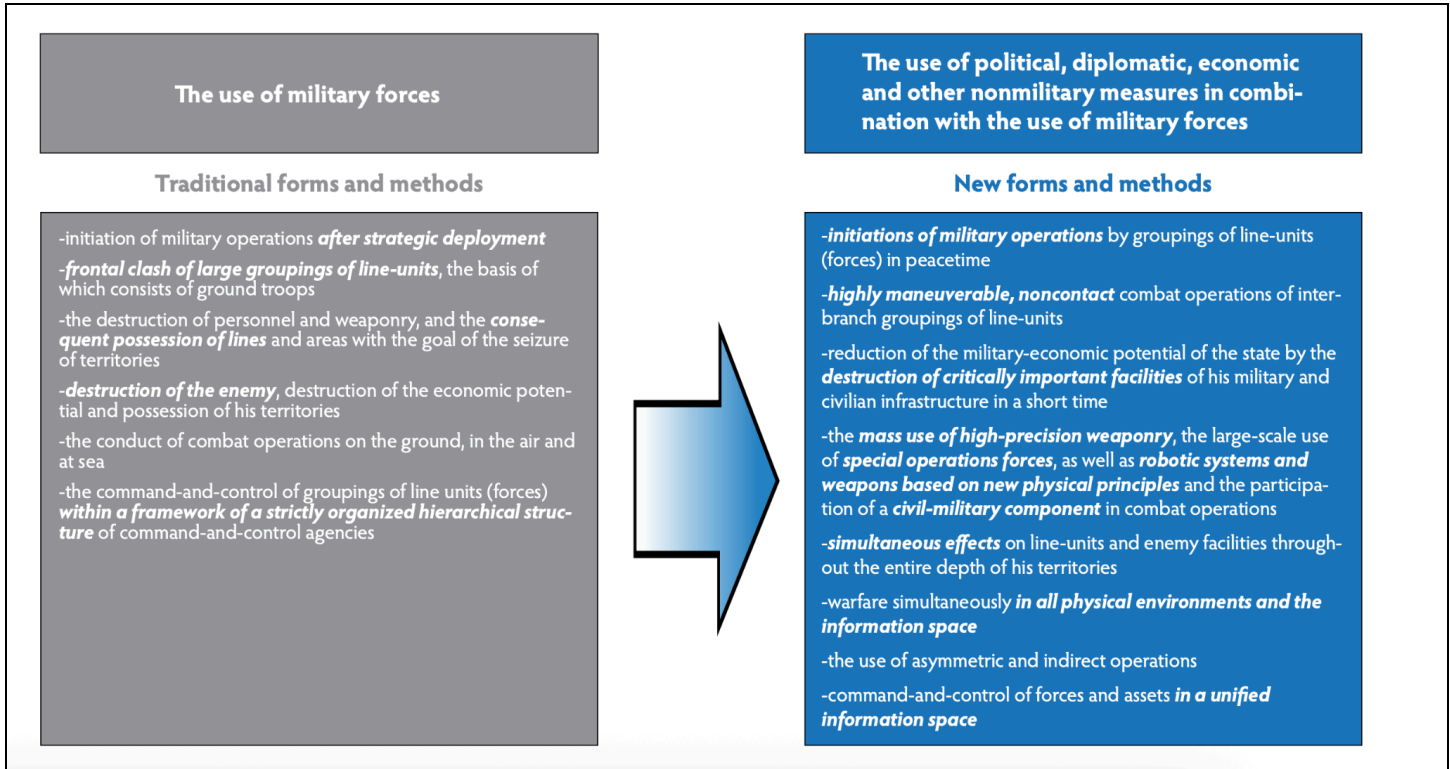 The use of military forces
Traditional forms and methods
-initiation of military operations after strategic deployment
-frontal clash of large groupings of line-units, the basis of
which consists of ground troops
-the destruction of personnel and weaponry, and the conse-
quent possession of lines and areas with the goal of the seizure
of territories
-destruction of the enemy, destruction of the economic poten-
tial and possession of his territories
-the conduct of combat operations on the ground, in the air and
at sea
-the command-and-control of groupings of line units (forces)
within a framework of a strictly organized hierarchical struc-
ture of command-and-control agencies
The use of political, diplomatic, economic
and other nonmilitary measures in combi-
nation with the use of military forces
New forms and methods
-initiations of military operations by groupings of line-units
(forces) in peacetime
-highly maneuverable, noncontact combat operations of inter-
branch groupings of line-units
-reduction of the military-economic potential of the state by the
destruction of critically important facilities of his military and
civilian infrastructure in a short time
-the mass use of high-precision weaponry, the large-scale use
of special operations forces, as well as robotic systems and
weapons based on new physical principles and the participa-
tion of a civil-military component in combat operations
-simultaneous effects on line-units and enemy facilities through-
out the entire depth of his territories
-warfare simultaneously in all physical environments and the
information space
-the use of asymmetric and indirect operations
-command-and-control of forces and assets in a unified
information space